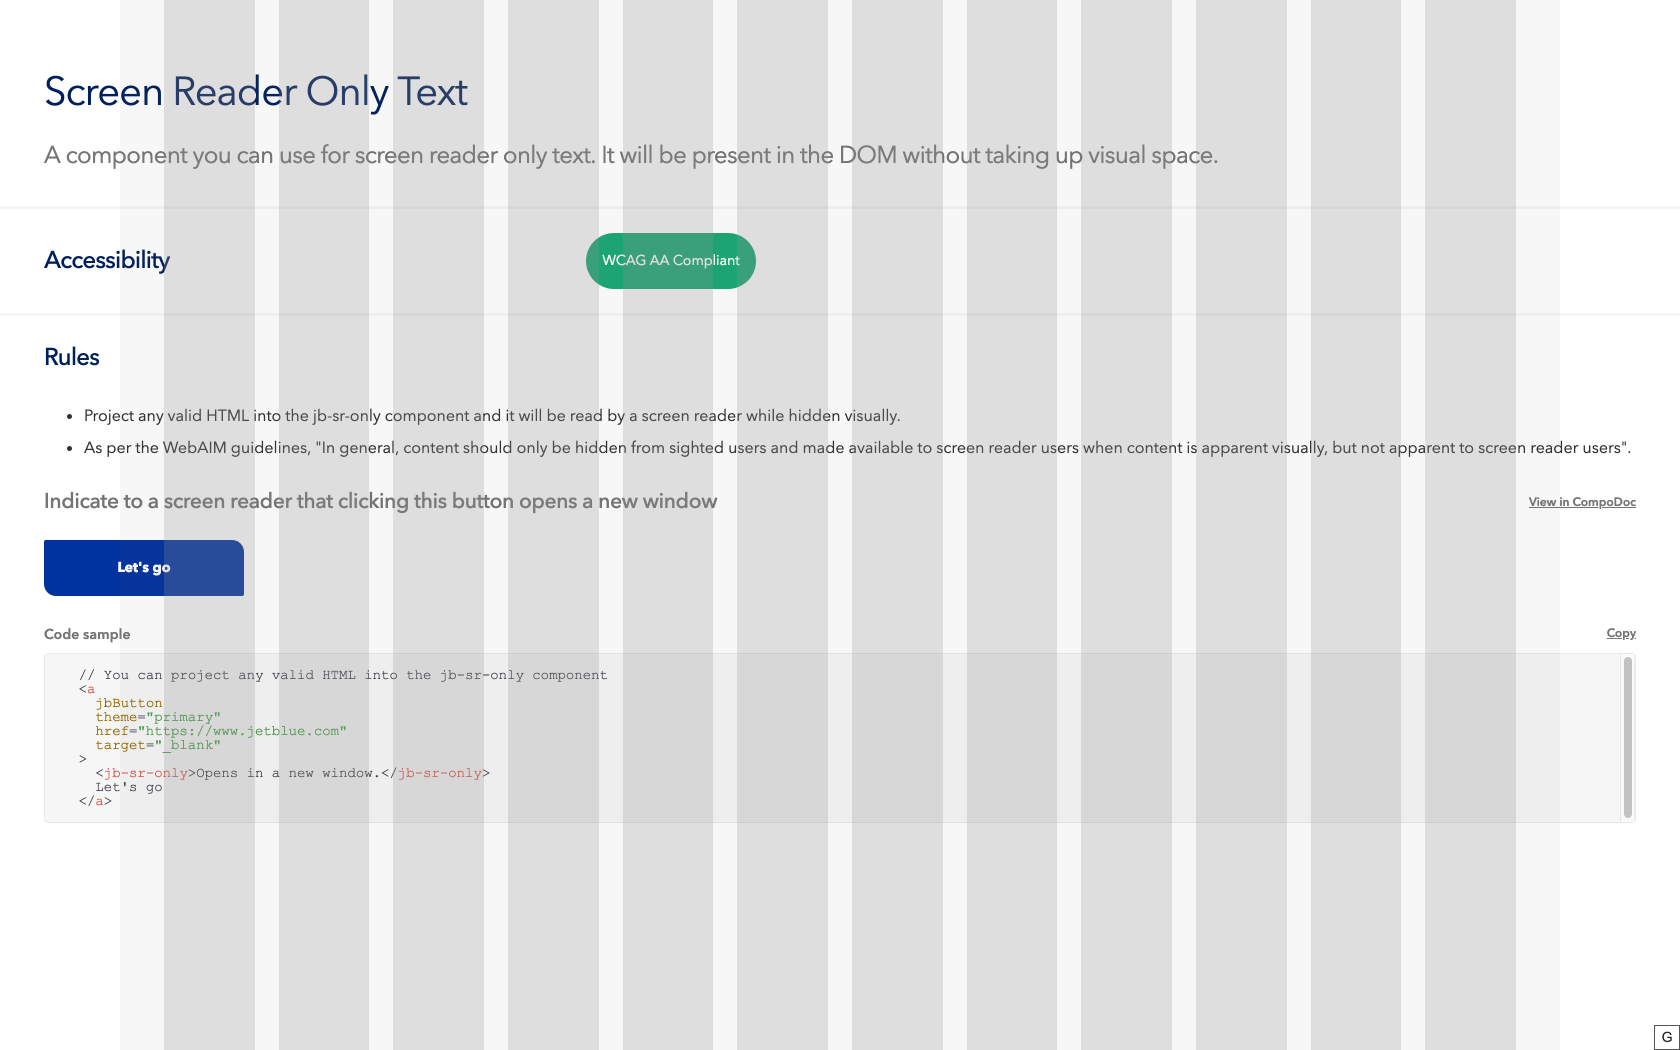 Screen Reader Only Text
A component you can use for screen reader only text. It will be present in the DOM without taking up visual space.
Accessibility
WCAG AA Compliant
Rules
Project any valid HTML into the jb-sr-only component and it will be read by a screen reader while hidden visually.
As per the WebAIM guidelines, "In general, content should only be hidden from sighted users and made available to screen reader users when content is apparent visually, but not apparent to screen reader users".
Indicate to a screen reader that clicking this button opens a new window
View in CompoDoc
Let's go
Code sample
Copy
// You can project any valid HTML into the jb-sr-only component
<a
jbButton
theme="primary"
href="https://www.jetblue.com"
target="_blank"
>
<jb-sr-only>Opens in a new window.</jb-sr-only>
Let's go
</a>
G